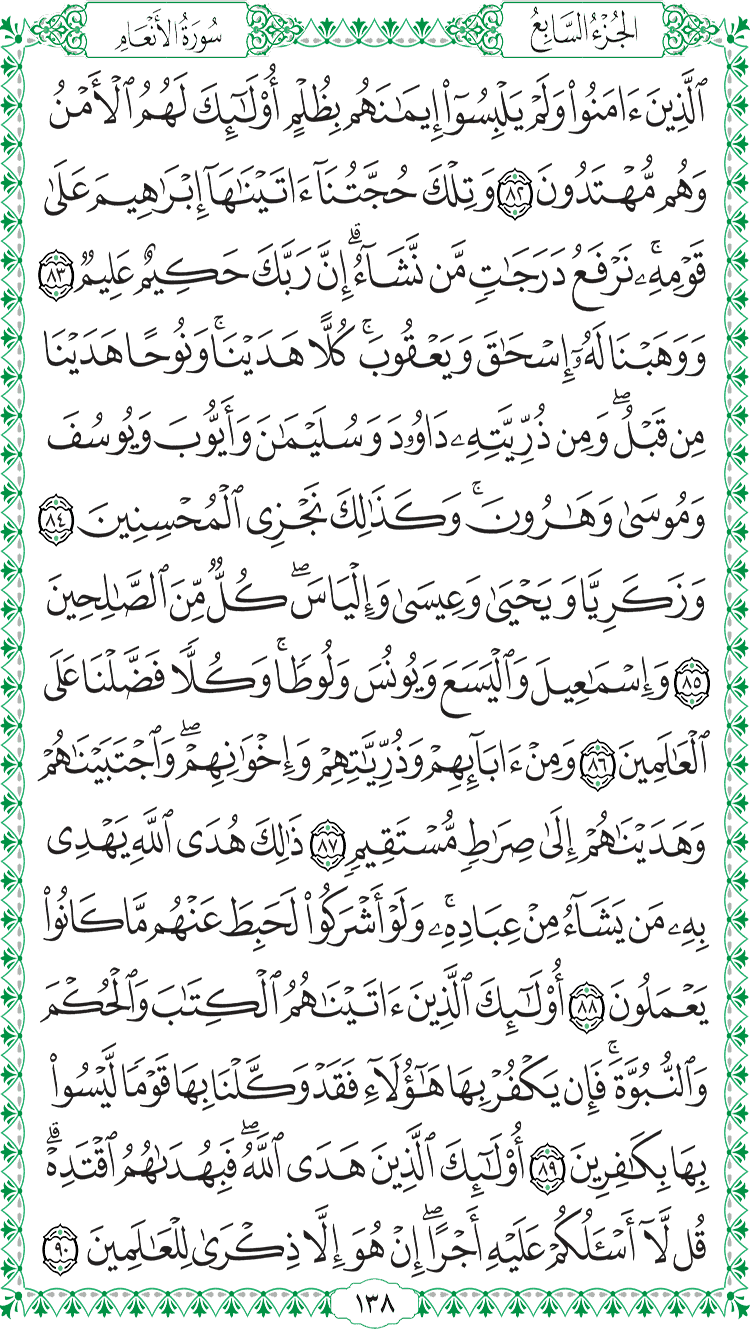 الجُزْءُ السَّابِعُ
سُورَةُ الأَنْعَامِ
ٱلَّذِينَ ءَامَنُوا۟ وَلَمْ يَلْبِسُوٓا۟ إِيمَـٰنَهُم بِظُلْمٍ أُو۟لَـٰٓئِكَ لَهُمُ ٱلْأَمْنُ
وَهُم مُّهْتَدُونَ ٨٢ وَتِلْكَ حُجَّتُنَآ ءَاتَيْنَـٰهَآ إِبْرَٰهِيمَ عَلَىٰ
قَوْمِهِۦ ۚ نَرْفَعُ دَرَجَـٰتٍ مَّن نَّشَآءُ ۗ إِنَّ رَبَّكَ حَكِيمٌ عَلِيمٌ ٨٣
وَوَهَبْنَا لَهُۥٓ إِسْحَـٰقَ وَيَعْقُوبَ ۚ كُلًّا هَدَيْنَا ۚ وَنُوحًا هَدَيْنَا
مِن قَبْلُ ۖ وَمِن ذُرِّيَّتِهِۦ دَاوُۥدَ وَسُلَيْمَـٰنَ وَأَيُّوبَ وَيُوسُفَ
وَمُوسَىٰ وَهَـٰرُونَ ۚ وَكَذَٰلِكَ نَجْزِى ٱلْمُحْسِنِينَ ٨٤
وَزَكَرِيَّا وَيَحْيَىٰ وَعِيسَىٰ وَإِلْيَاسَ ۖ كُلٌّ مِّنَ ٱلصَّـٰلِحِينَ
٨٥ وَإِسْمَـٰعِيلَ وَٱلْيَسَعَ وَيُونُسَ وَلُوطًا ۚ وَكُلًّا فَضَّلْنَا عَلَى
ٱلْعَـٰلَمِينَ ٨٦ وَمِنْ ءَابَآئِهِمْ وَذُرِّيَّـٰتِهِمْ وَإِخْوَٰنِهِمْ ۖ وَٱجْتَبَيْنَـٰهُمْ
وَهَدَيْنَـٰهُمْ إِلَىٰ صِرَٰطٍ مُّسْتَقِيمٍ ٨٧ ذَٰلِكَ هُدَى ٱللَّهِ يَهْدِى
بِهِۦ مَن يَشَآءُ مِنْ عِبَادِهِۦ ۚ وَلَوْ أَشْرَكُوا۟ لَحَبِطَ عَنْهُم مَّا كَانُوا۟
يَعْمَلُونَ ٨٨ أُو۟لَـٰٓئِكَ ٱلَّذِينَ ءَاتَيْنَـٰهُمُ ٱلْكِتَـٰبَ وَٱلْحُكْمَ
وَٱلنُّبُوَّةَ ۚ فَإِن يَكْفُرْ بِهَا هَـٰٓؤُلَآءِ فَقَدْ وَكَّلْنَا بِهَا قَوْمًا لَّيْسُوا۟
بِهَا بِكَـٰفِرِينَ ٨٩ أُو۟لَـٰٓئِكَ ٱلَّذِينَ هَدَى ٱللَّهُ ۖ فَبِهُدَىٰهُمُ ٱقْتَدِهْ ۗ
قُل لَّآ أَسْـَٔلُكُمْ عَلَيْهِ أَجْرًا ۖ إِنْ هُوَ إِلَّا ذِكْرَىٰ لِلْعَـٰلَمِينَ ٩٠
١٣٨